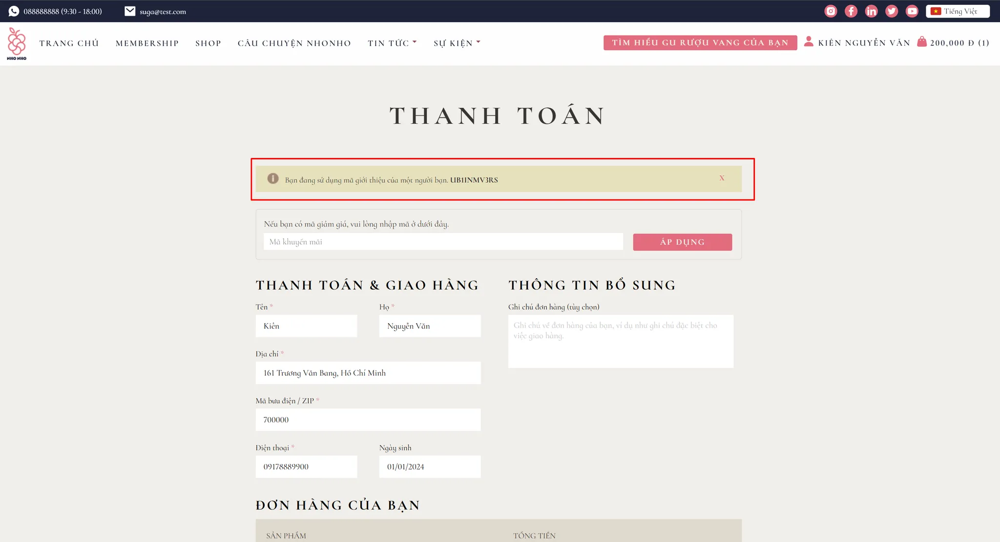 088888888 (9:30 - 18:00)
suga@test.com
Tiếng Việt
NHO NHO
TRANG CHỦ
MEMBERSHIP
SHOP
CÂU CHUYỆN NHONHO
TIN TỨC
SỰ KIỆN
TÌM HIỂU GU RƯỢU VANG CỦA BẠN
KIÊN NGUYỄN VĂN
200,000 Đ (1)
THANH TOÁN
Bạn đang sử dụng mã giới thiệu của một người bạn. UB1INMV3RS
X
Nếu bạn có mã giảm giá, vui lòng nhập mã ở dưới đây.
Mã khuyến mãi
ÁP DỤNG
THANH TOÁN & GIAO HÀNG
Tên *
Họ *
Kiên
Nguyễn Văn
Địa chỉ *
161 Trương Văn Bang, Hồ Chí Minh
Mã bưu điện / ZIP *
700000
Điện thoại *
Ngày sinh
09178889900
01/01/2024
THÔNG TIN BỔ SUNG
Ghi chú đơn hàng (tùy chọn)
Ghi chú về đơn hàng của bạn, ví dụ như ghi chú đặc biệt cho
việc giao hàng.
ĐƠN HÀNG CỦA BẠN
SẢN PHẨM
TỔNG TIỀN